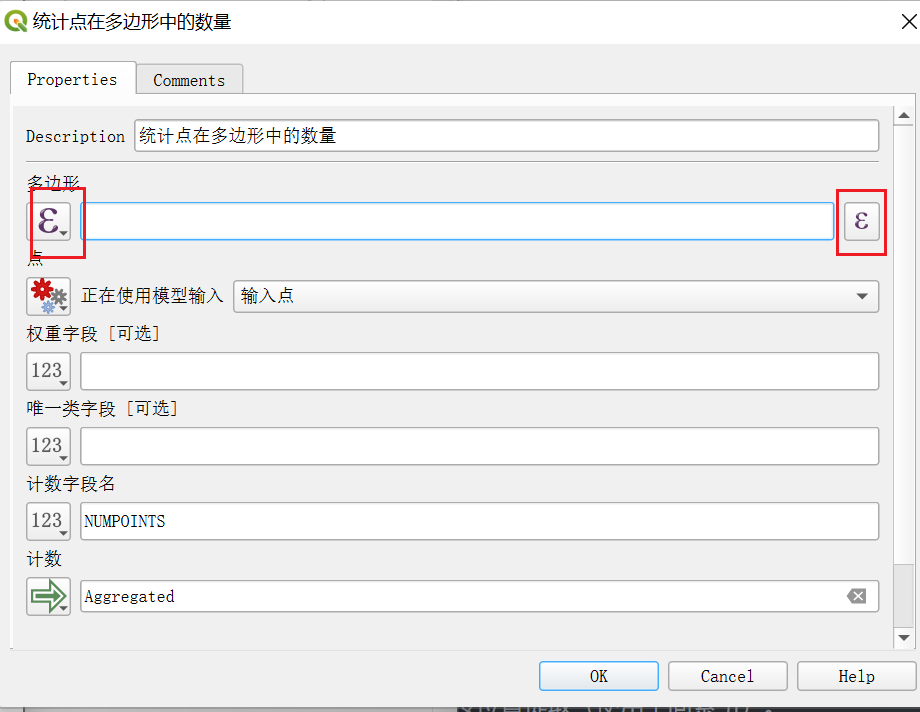 统计点在多边形中的数量
Properties
Comments
Description
统计点在多边形中的数量
多边形
ε
ε
点
正在使用模型输入
输入点
权重字段 [可选]
123
唯一类字段 [可选]
123
计数字段名
123
NUMPOINTS
计数
Aggregated
OK
Cancel
Help